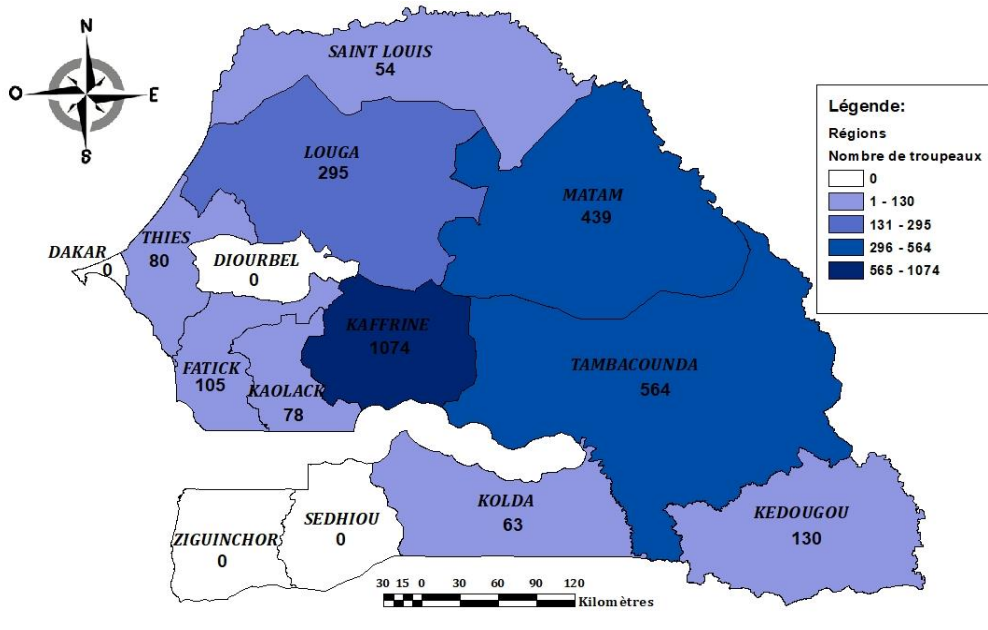 N
O
E
S
SAINT LOUIS
54
LOUGA
295
MATAM
439
DAKAR
0
THIES
80
DIOURBEL
0
KAFFRINE
1074
FATICK
105
KAOLACK
78
TAMBACOUNDA
564
KOLDA
63
KEDOUGOU
130
SEDHIOU
0
ZIGUINCHOR
0
Légende:
Régions
Nombre de troupeaux
0
1 - 130
131 - 295
296 - 564
565 - 1074
30 15 0 30 60 90 120
Kilomètres